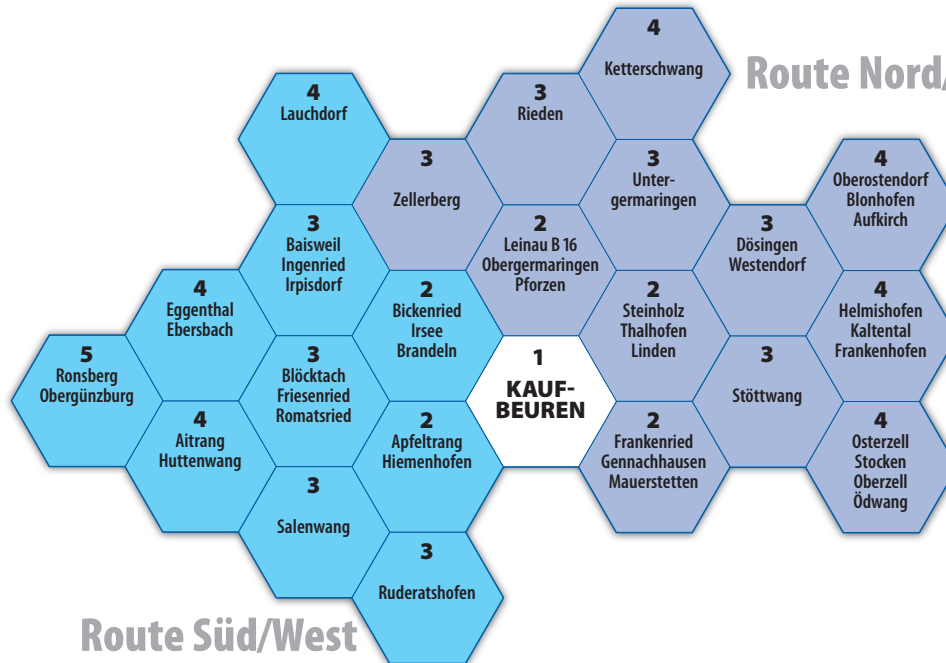 4
Ketterschwang
Route Nord/
4
Lauchdorf
3
Rieden
3
Zellerberg
3
Unter-
germaringen
4
Oberostendorf
Blonhofen
Aufkirch
3
Baisweil
Ingenried
Irpisdorf
2
Leinau B 16
Obergermaringen
Pforzen
3
Dösingen
Westendorf
4
Eggenthal
Ebersbach
2
Bickenried
Irsee
Brandeln
2
Steinholz
Thalhofen
Linden
4
Helmishofen
Kaltental
Frankenhofen
5
Ronsberg
Obergünzburg
3
Blöcktach
Friesenried
Romatsried
1
KAUF-
BEUREN
3
Stöttwang
4
Aitrang
Huttenwang
2
Apfeltrang
Hiemenhofen
2
Frankenried
Gennachhausen
Mauerstetten
4
Osterzell
Stocken
Oberzell
Ödwang
3
Salenwang
3
Ruderatshofen
Route Süd/West